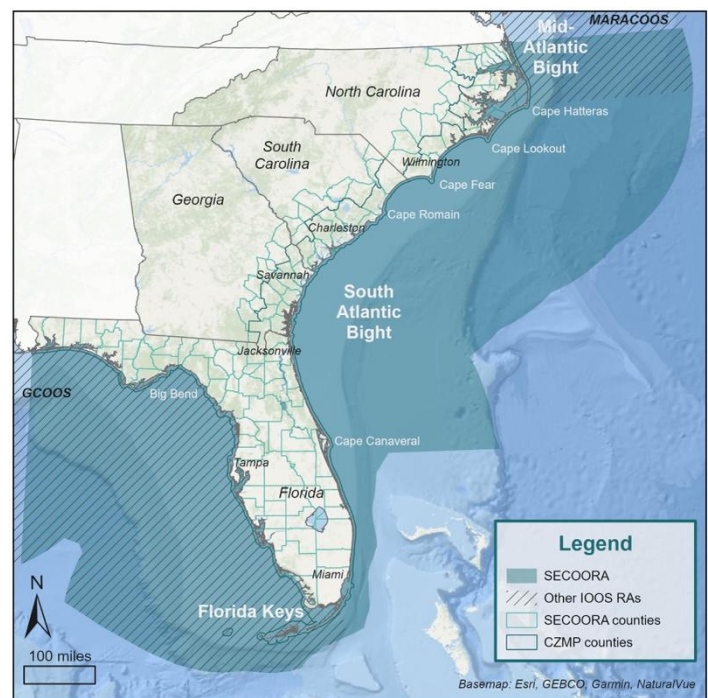 MARACOOS
Mid-
Atlantic
Bight
North Carolina
Cape Hatteras
South
Carolina
Cape Lookout
Wilmington
Cape Fear
Georgia
Cape Romain
Charleston
Savannah
South
Atlantic
Bight
Jacksonville
GCOOS
Big Bend
Cape Canaveral
Tampa
Florida
Miami
Florida Keys
N
100 miles
Legend
SECOORA
Other IOOS RAs
SECOORA counties
CZMP counties
Basemap: Esri, GEBCO, Garmin, NaturalVue